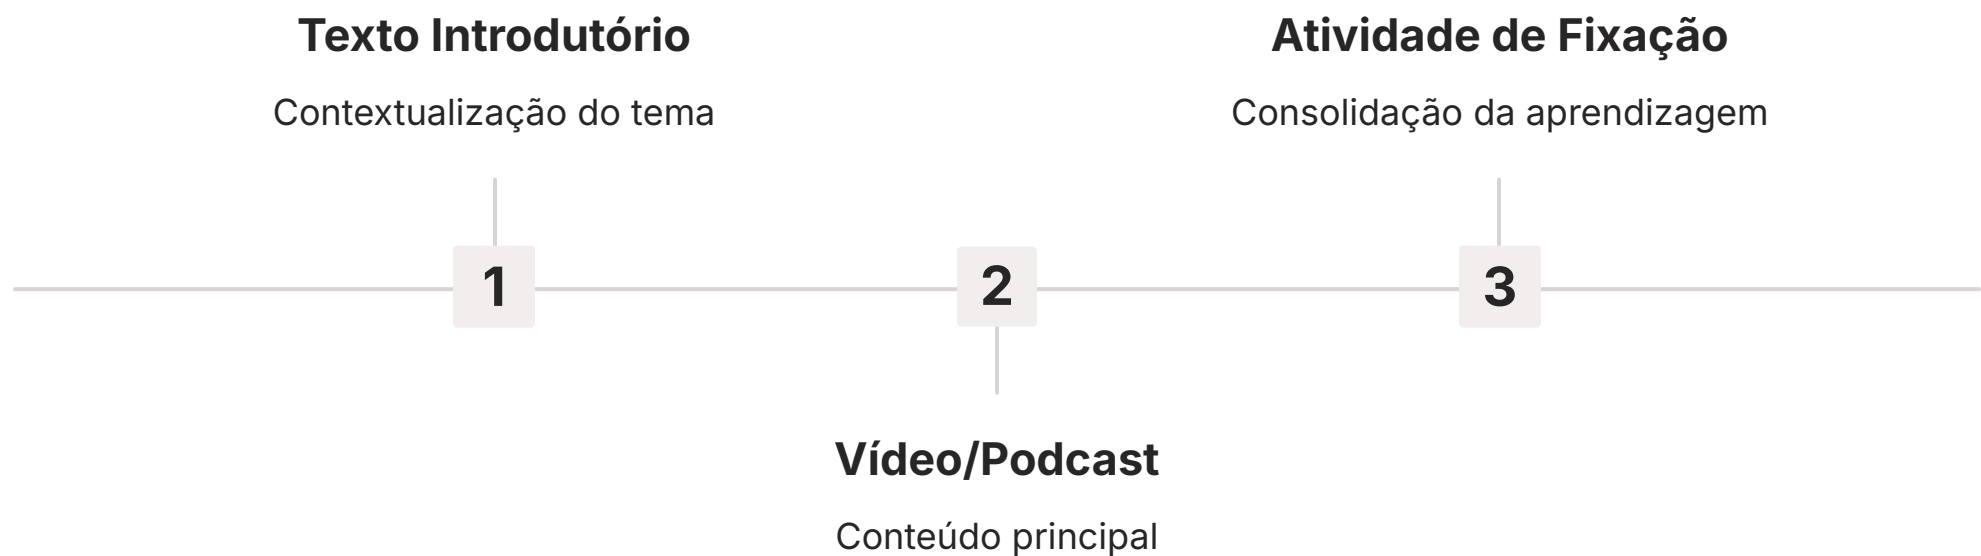 Texto Introdutório
Contextualização do tema
1
2
Vídeo/Podcast
Conteúdo principal
3
Atividade de Fixação
Consolidação da aprendizagem